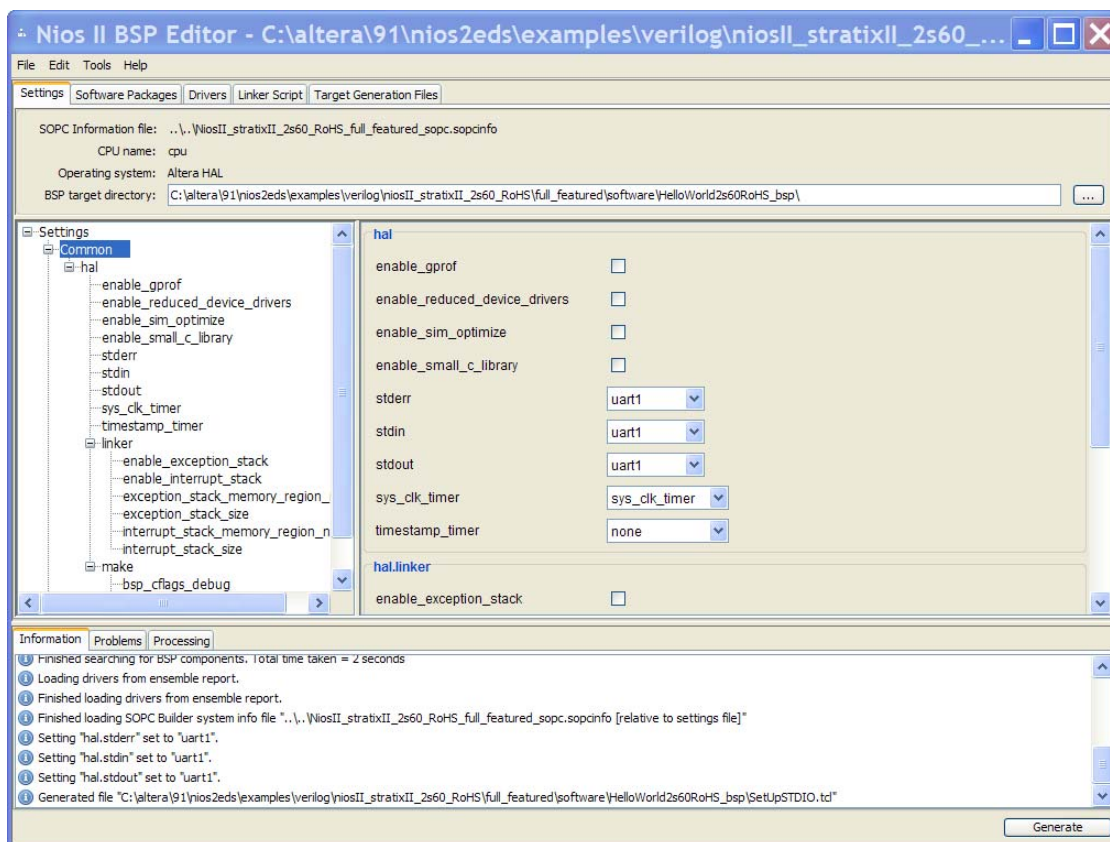 Nios II BSP Editor - C:\altera\91\nios2eds\examples\verilog\niosII_stratixII_2s60_...
File Edit Tools Help
Settings Software Packages Drivers Linker Script Target Generation Files
SOPC Information file: ..\..\NiosII_stratixII_2s60_RoHS_full_featured_sopc.sopcinfo
CPU name: cpu
Operating system: Altera HAL
BSP target directory: C:\altera\91\nios2eds\examples\verilog\niosII_stratixII_2s60_RoHS\full_featured\software\HelloWorld2s60RoHS_bsp\ ...
Settings
Common
hal
enable_gprof
enable_reduced_device_drivers
enable_sim_optimize
enable_small_c_library
stderr
stdin
stdout
sys_clk_timer
timestamp_timer
linker
enable_exception_stack
enable_interrupt_stack
exception_stack_memory_region_
exception_stack_size
interrupt_stack_memory_region_n
interrupt_stack_size
make
bsp_cflags_debug
hal
enable_gprof
enable_reduced_device_drivers
enable_sim_optimize
enable_small_c_library
stderr uart1
stdin uart1
stdout uart1
sys_clk_timer sys_clk_timer
timestamp_timer none
hal.linker
enable_exception_stack
Information Problems Processing
Finished searching for BSP components. Total time taken = 2 seconds
Loading drivers from ensemble report.
Finished loading drivers from ensemble report.
Finished loading SOPC Builder system info file "..\..\NiosII_stratixII_2s60_RoHS_full_featured_sopc.sopcinfo [relative to settings file]"
Setting "hal.stderr" set to "uart1".
Setting "hal.stdin" set to "uart1".
Setting "hal.stdout" set to "uart1".
Generated file "C:\altera\91\nios2eds\examples\verilog\niosII_stratixII_2s60_RoHS\full_featured\software\HelloWorld2s60RoHS_bsp\SetUpSTDIO.tcl"
Generate